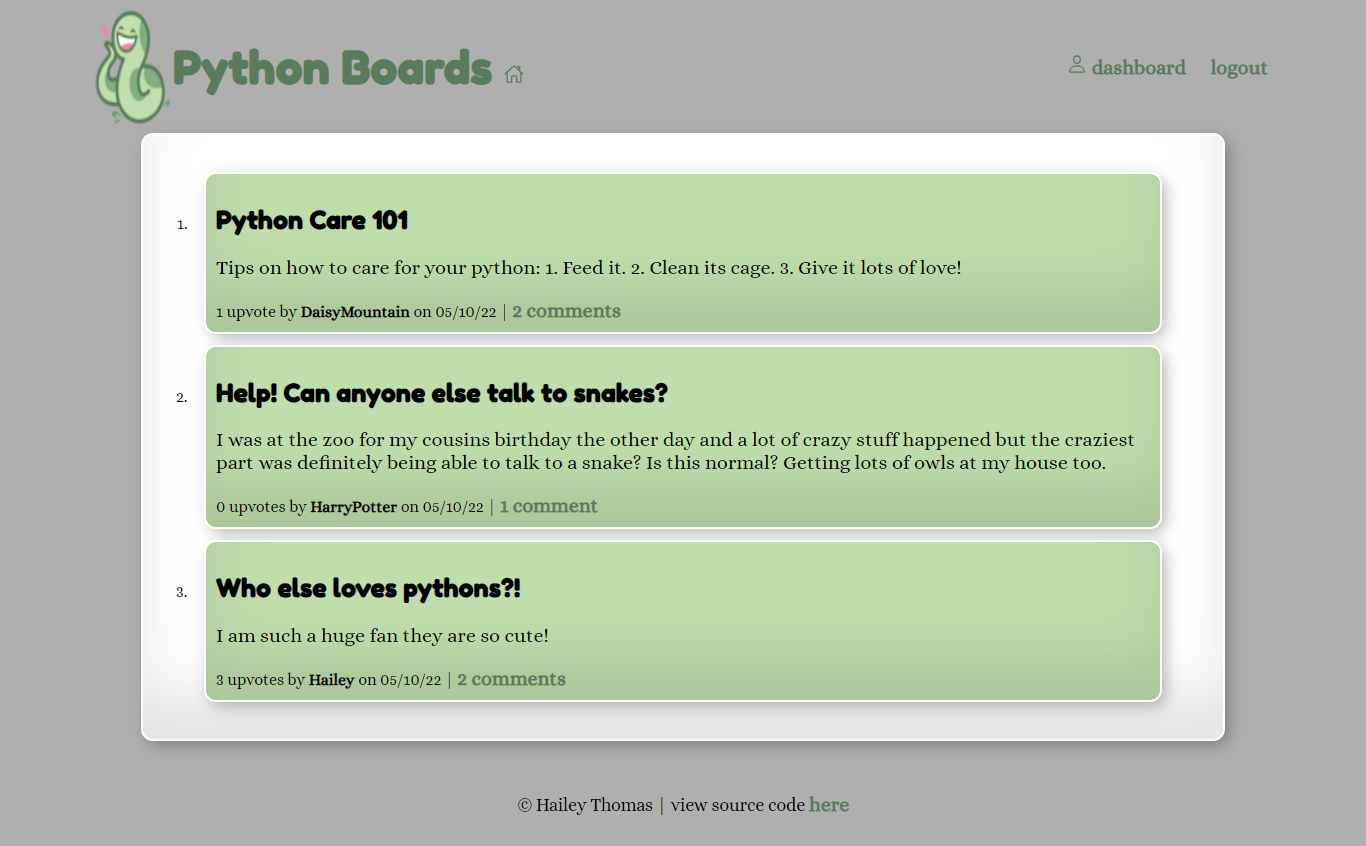 Python Boards
dashboard logout
1. Python Care 101
Tips on how to care for your python: 1. Feed it. 2. Clean its cage. 3. Give it lots of love!
1 upvote by DaisyMountain on 05/10/22 | 2 comments
2. Help! Can anyone else talk to snakes?
I was at the zoo for my cousins birthday the other day and a lot of crazy stuff happened but the craziest
part was definitely being able to talk to a snake? Is this normal? Getting lots of owls at my house too.
0 upvotes by HarryPotter on 05/10/22 | 1 comment
3. Who else loves pythons?!
I am such a huge fan they are so cute!
3 upvotes by Hailey on 05/10/22 | 2 comments
© Hailey Thomas | view source code here